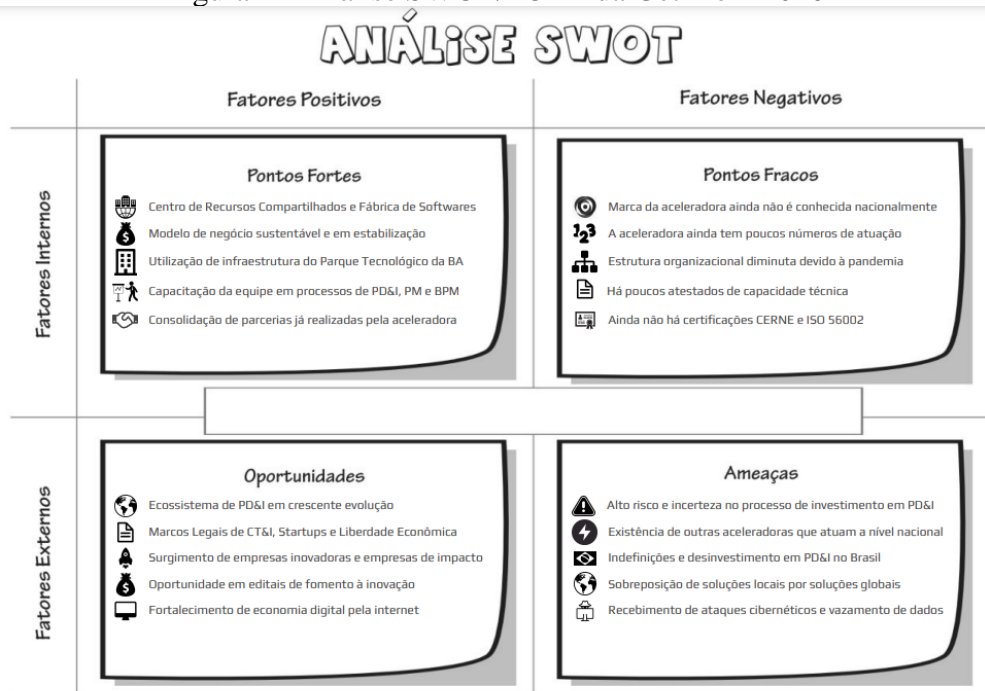 ANÁLISE SWOT
Fatores Positivos
Fatores Negativos
Fatores Internos
Pontos Fortes
Centro de Recursos Compartilhados e Fábrica de Softwares
Modelo de negócio sustentável e em estabilização
Utilização de infraestrutura do Parque Tecnológico da BA
Capacitação da equipe em processos de PD&I, PM e BPM
Consolidação de parcerias já realizadas pela aceleradora
Pontos Fracos
Marca da aceleradora ainda não é conhecida nacionalmente
A aceleradora ainda tem poucos números de atuação
Estrutura organizacional diminuta devido à pandemia
Há poucos atestados de capacidade técnica
Ainda não há certificações CERNE e ISO 56002
Fatores Externos
Oportunidades
Ecossistema de PD&I em crescente evolução
Marcos Legais de CT&I, Startups e Liberdade Econômica
Surgimento de empresas inovadoras e empresas de impacto
Oportunidade em editais de fomento à inovação
Fortalecimento de economia digital pela internet
Ameaças
Alto risco e incerteza no processo de investimento em PD&I
Existência de outras aceleradoras que atuam a nível nacional
Indefinições e desinvestimento em PD&I no Brasil
Sobreposição de soluções locais por soluções globais
Recebimento de ataques cibernéticos e vazamento de dados